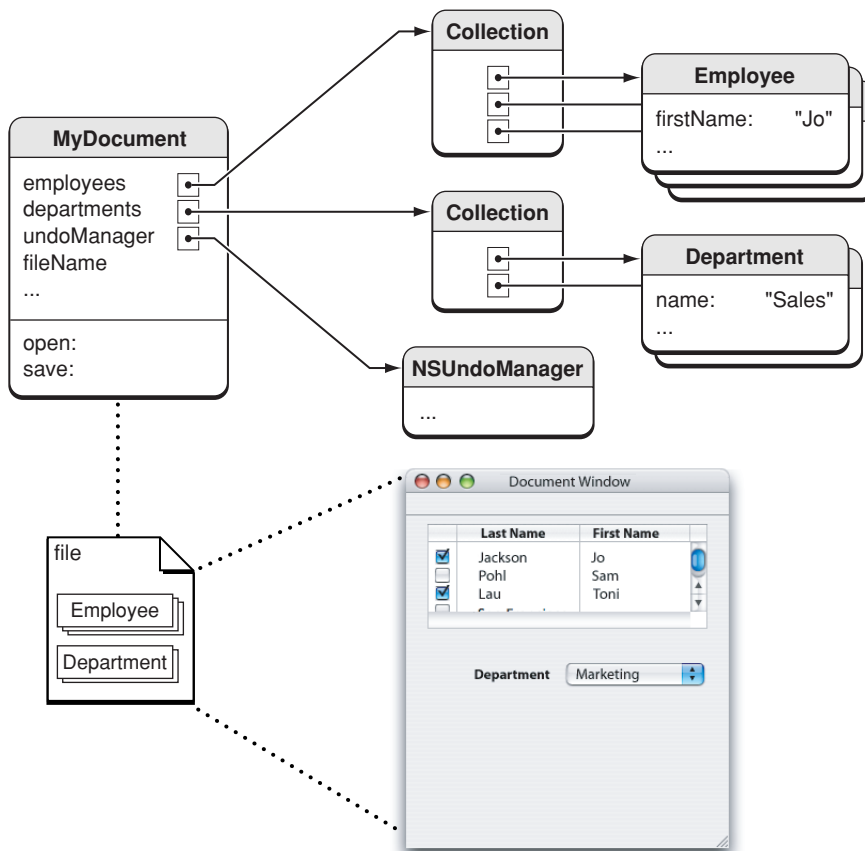 Collection
Employee
firstName: "Jo"
...
MyDocument
employees
departments
undoManager
fileName
...
open:
save:
Collection
Department
name: "Sales"
...
NSUndoManager
...
Document Window
Last Name First Name
Jackson Jo
Pohl Sam
Lau Toni
file
Employee
Department
Department Marketing